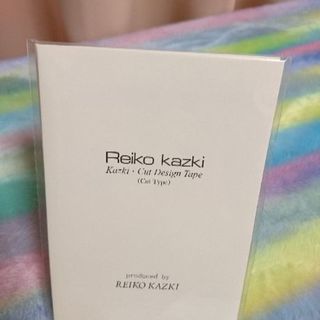 Reiko kazki
Kazki・Cut Design Tape
(Cut Type)
produced by
REIKO KAZKI